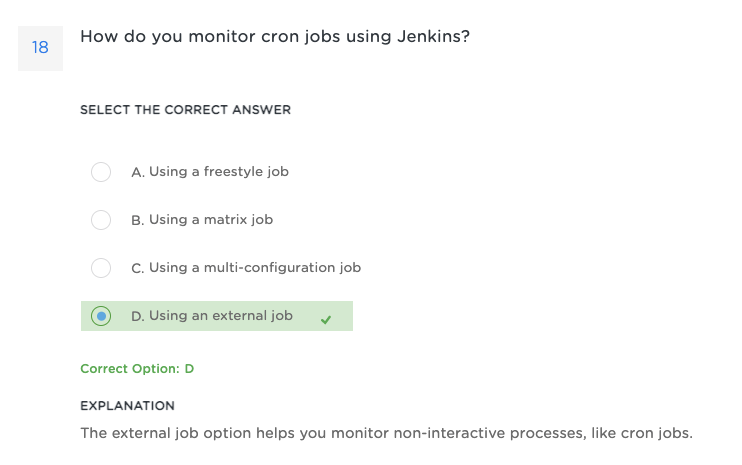 18
How do you monitor cron jobs using Jenkins?
SELECT THE CORRECT ANSWER
A. Using a freestyle job
B. Using a matrix job
C. Using a multi-configuration job
D. Using an external job
Correct Option: D
EXPLANATION
The external job option helps you monitor non-interactive processes, like cron jobs.